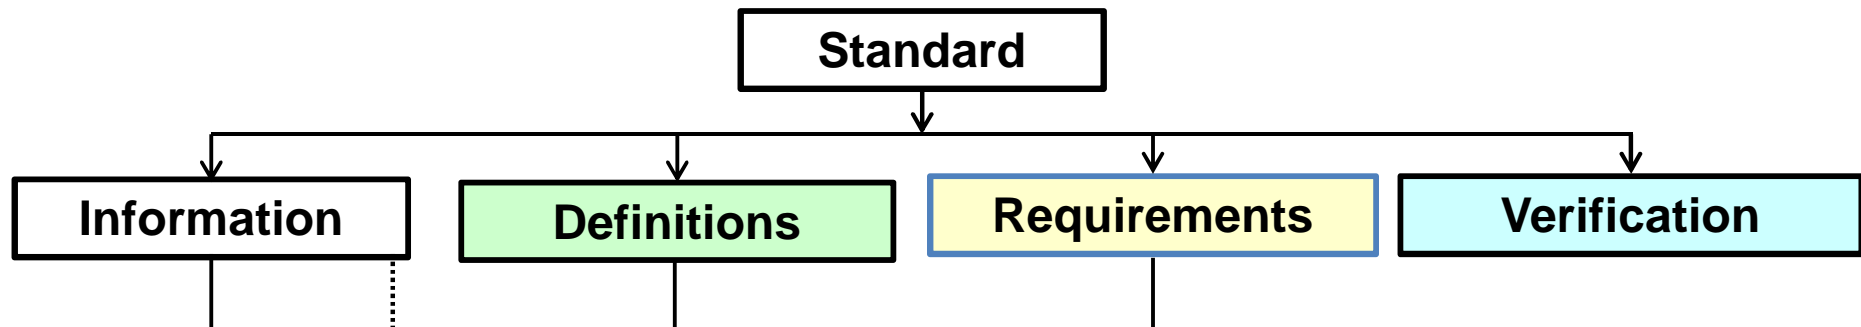 Standard
Information
Definitions
Requirements
Verification